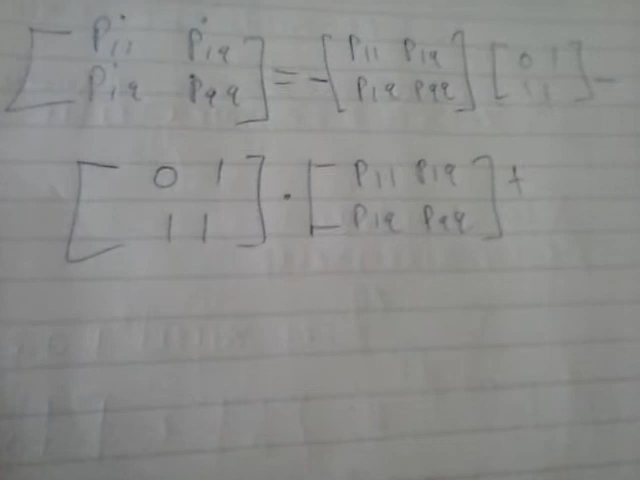 [ ṗ11 ṗ12
ṗ12 ṗ22 ] = - [ p11 p12
p12 p22 ] [ 0 1
1 1 ] -
[ 0 1
1 1 ] · [ p11 p12
p12 p22 ] +